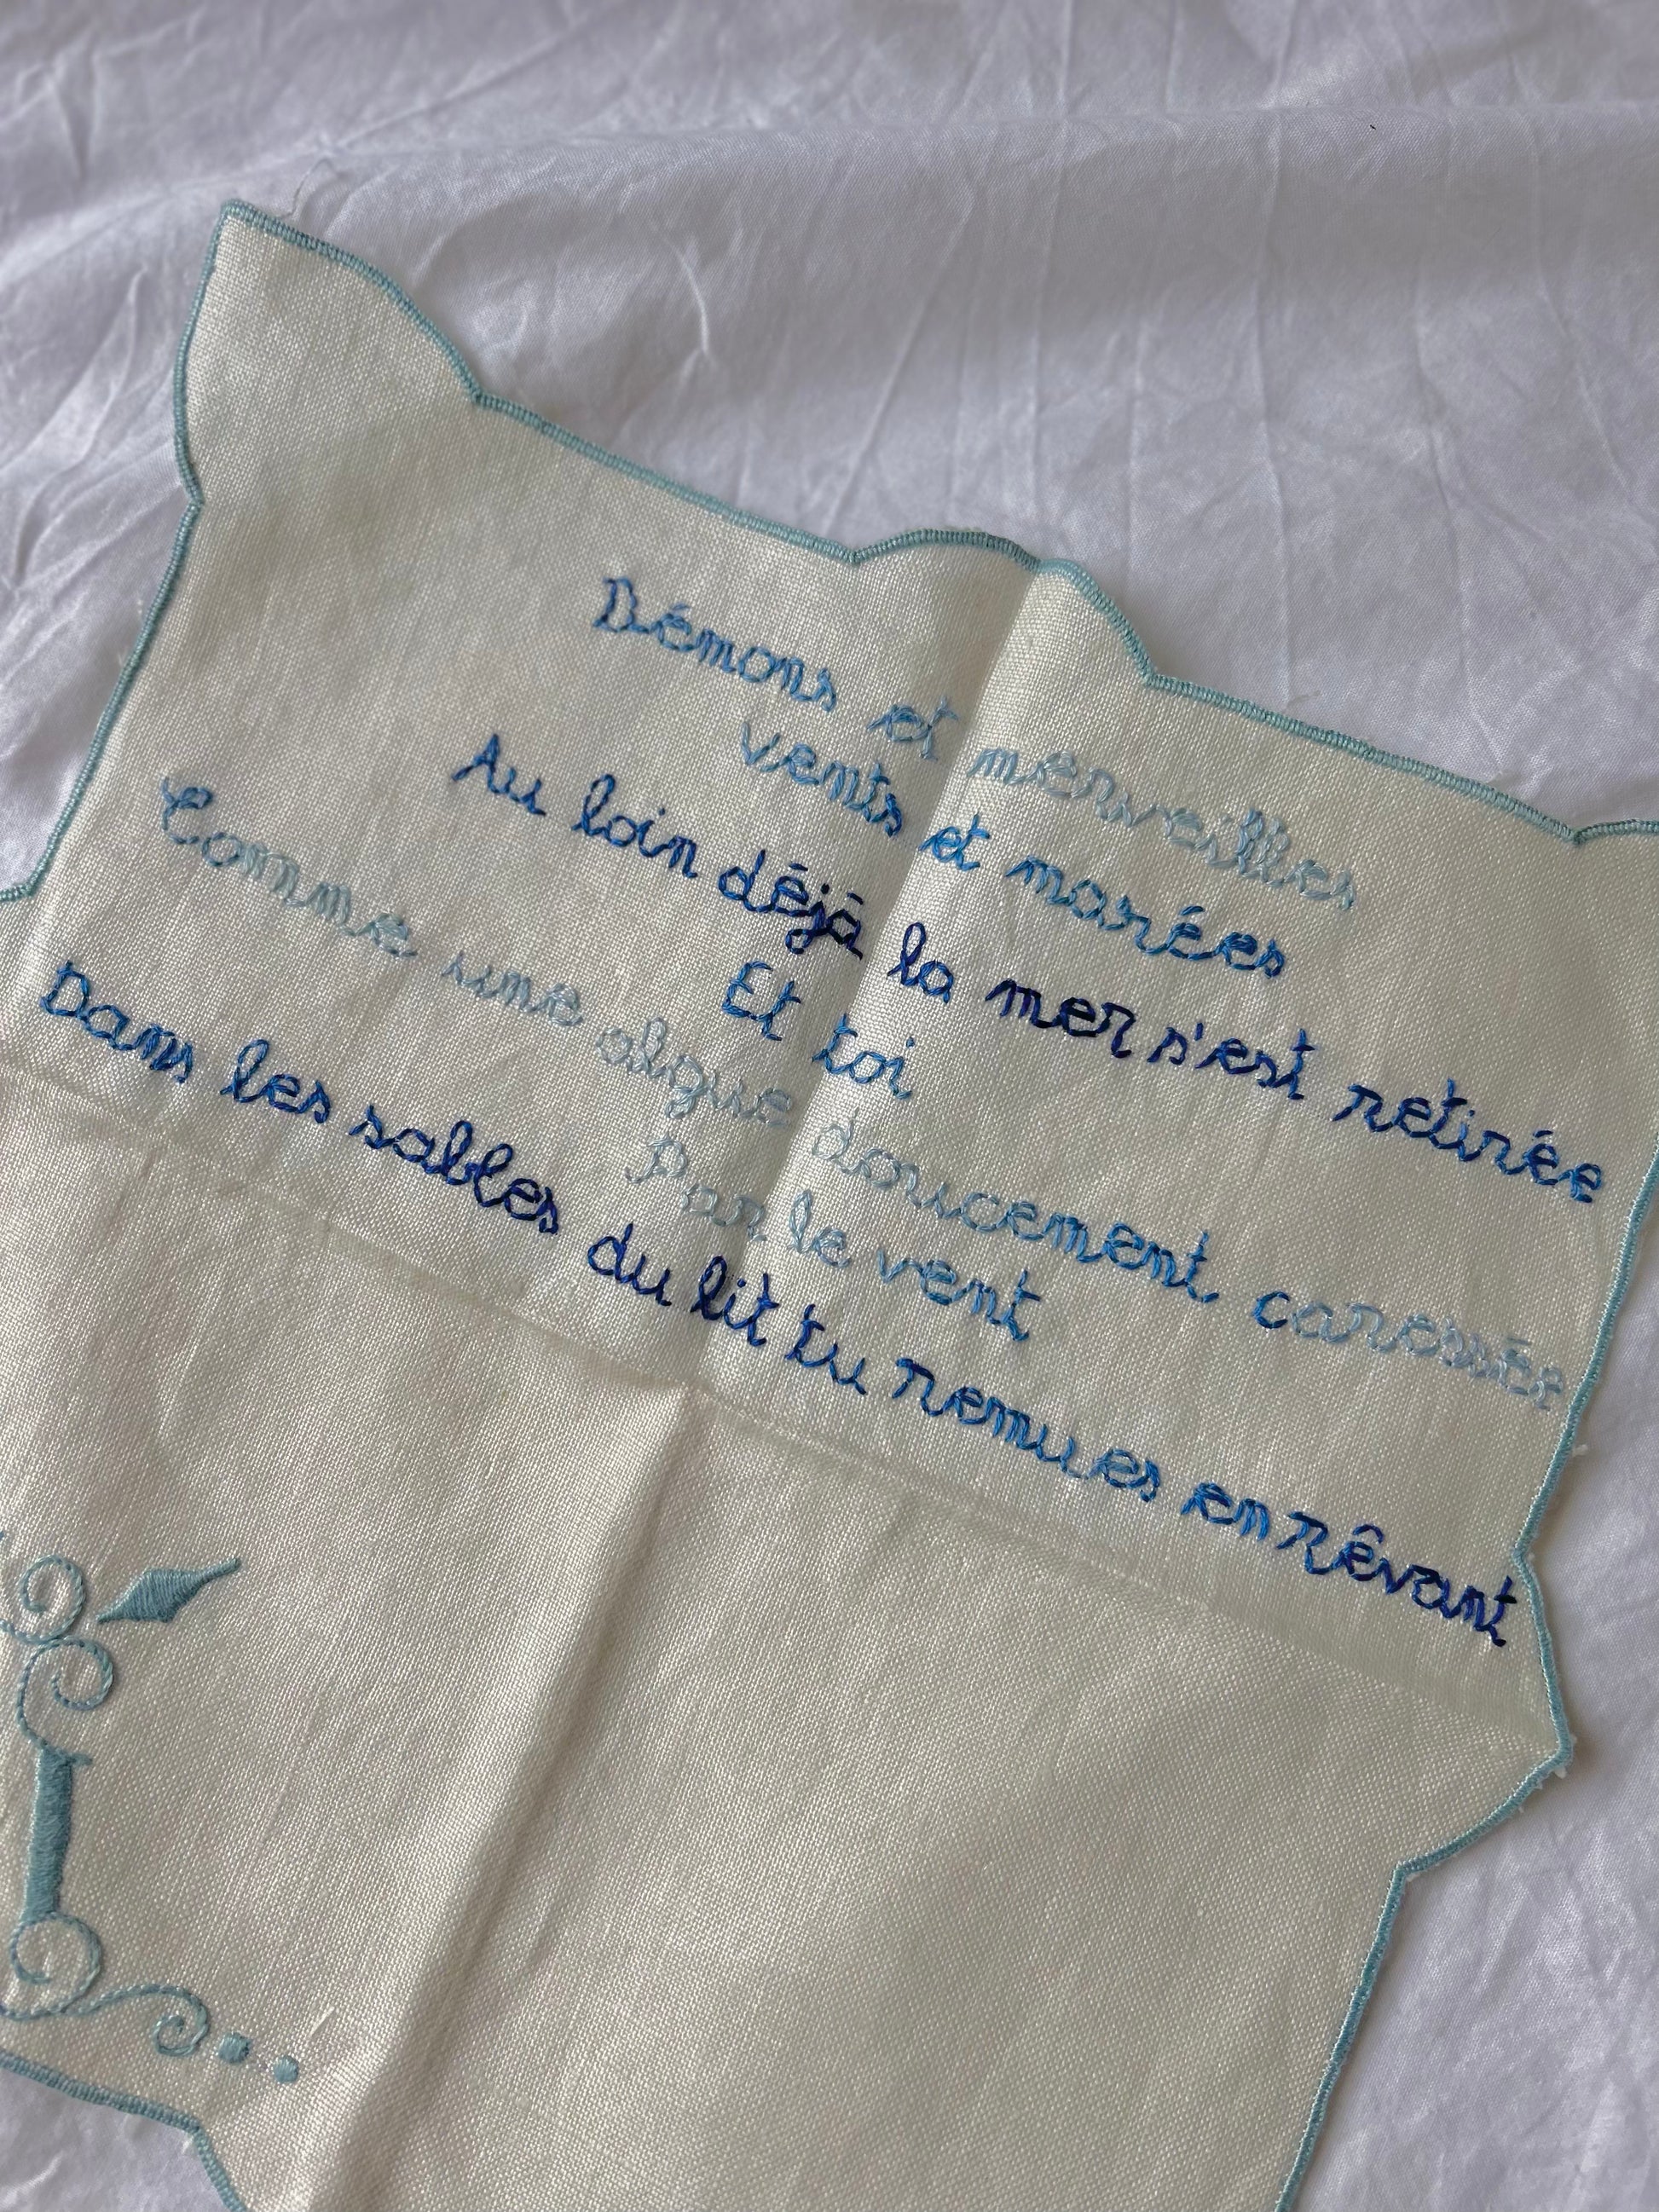 Démons et merveilles
vents et marées
Au loin déjà la mer s'est retirée
Et toi
Comme une algue doucement caressée
Par le vent
Dans les sables du lit tu remues en rêvant